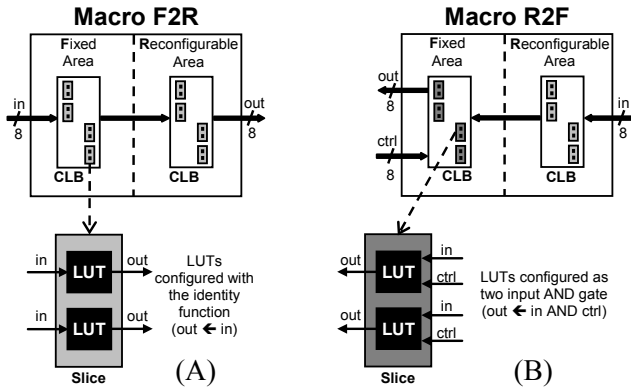 Macro F2R
Fixed
Area
Reconfigurable
Area
in
8
out
8
CLB
CLB
in
out
LUT
in
out
LUT
Slice
LUTs
configured with
the identity
function
(out ← in)
(A)
Macro R2F
Fixed
Area
Reconfigurable
Area
out
8
in
8
ctrl
8
CLB
CLB
out
in
LUT
ctrl
in
out
LUT
ctrl
Slice
LUTs configured as
two input AND gate
(out ← in AND ctrl)
(B)